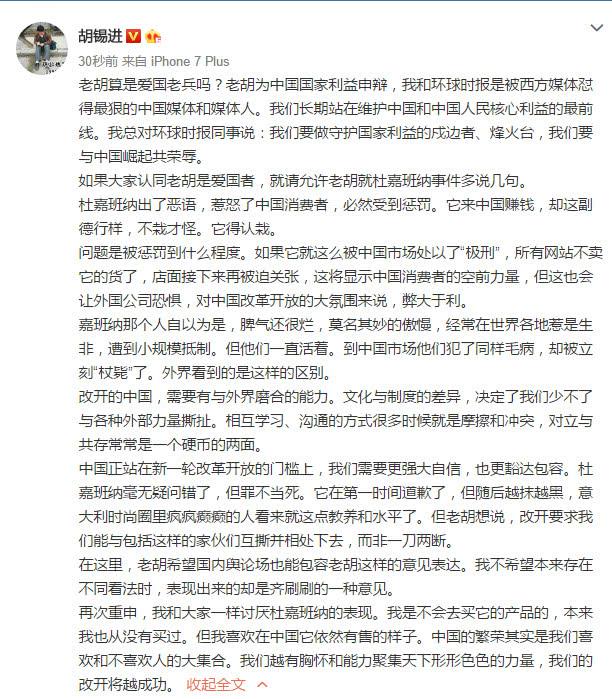 胡锡进
30秒前 来自 iPhone 7 Plus
老胡算是爱国老兵吗？老胡为中国国家利益申辩，我和环球时报是被西方媒体怼
得最狠的中国媒体和媒体人。我们长期站在维护中国和中国人民核心利益的最前
线。我总对环球时报同事说：我们要做守护国家利益的戍边者、烽火台，我们要
与中国崛起共荣辱。
如果大家认同老胡是爱国者，就请允许老胡就杜嘉班纳事件多说几句。
杜嘉班纳出了恶语，惹怒了中国消费者，必然受到惩罚。它来中国赚钱，却这副
德行样，不栽才怪。它得认栽。
问题是被惩罚到什么程度。如果它就这么被中国市场处以了“极刑”，所有网站不卖
它的货了，店面接下来再被迫关张，这将显示中国消费者的空前力量，但这也会
让外国公司恐惧，对中国改革开放的大氛围来说，弊大于利。
嘉班纳那个人自以为是，脾气还很烂，莫名其妙的傲慢，经常在世界各地惹是生
非，遭到小规模抵制。但他们一直活着。到中国市场他们犯了同样毛病，却被立
刻“杖毙”了。外界看到的是这样的区别。
改开的中国，需要有与外界磨合的能力。文化与制度的差异，决定了我们少不了
与各种外部力量撕扯。相互学习、沟通的方式很多时候就是摩擦和冲突，对立与
共存常常是一个硬币的两面。
中国正站在新一轮改革开放的门槛上，我们需要更强大自信，也更豁达包容。杜
嘉班纳毫无疑问错了，但罪不当死。它在第一时间道歉了，但随后越抹越黑，意
大利时尚圈里疯疯癫癫的人看来就这点教养和水平了。但老胡想说，改开要求我
们能与包括这样的家伙们互撕并相处下去，而非一刀两断。
在这里，老胡希望国内舆论场也能包容老胡这样的意见表达。我不希望本来存在
不同看法时，表现出来的却是齐刷刷的一种意见。
再次重申，我和大家一样讨厌杜嘉班纳的表现。我是不会去买它的产品的，本来
我也从没有买过。但我喜欢在中国它依然有售的样子。中国的繁荣其实是我们喜
欢和不喜欢人的大集合。我们越有胸怀和能力聚集天下形形色色的力量，我们的
改开将越成功。 收起全文